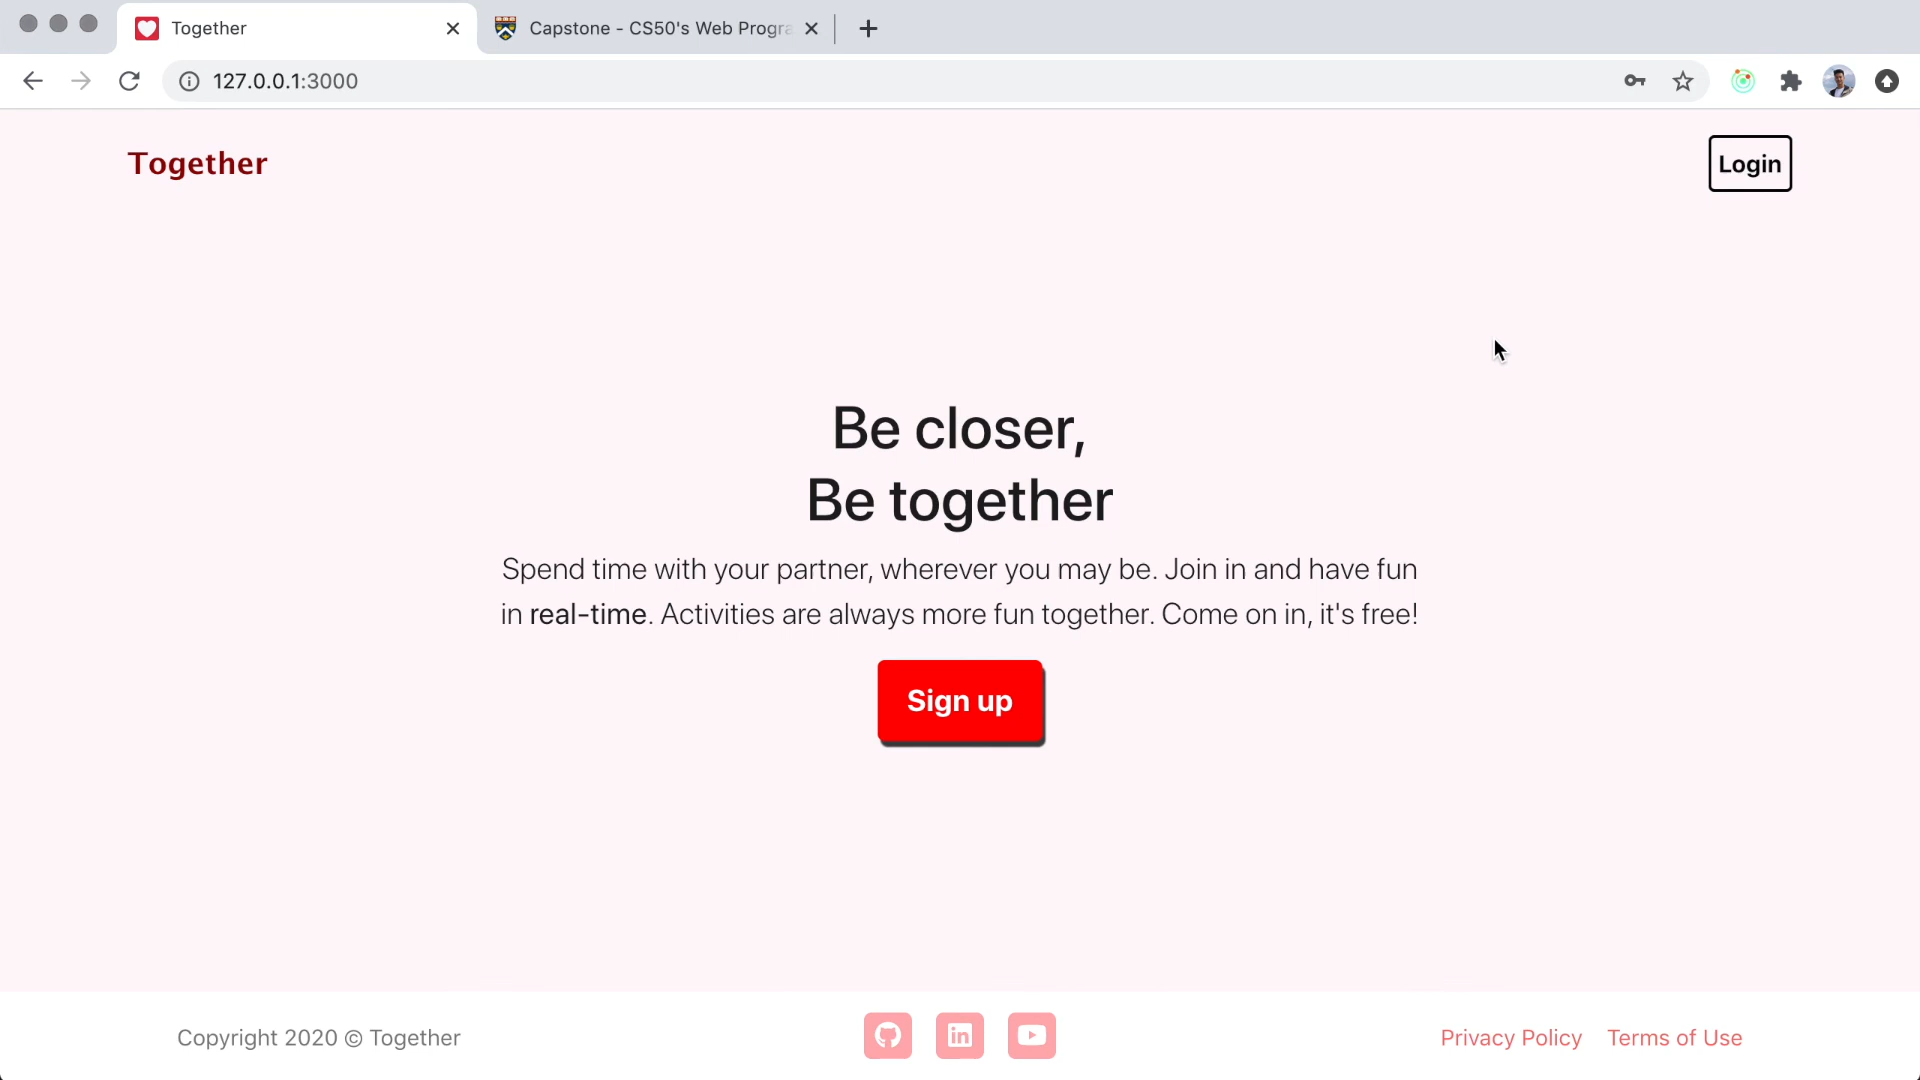 Together
Capstone - CS50's Web Progra
127.0.0.1:3000
Together
Login
Be closer,
Be together
Spend time with your partner, wherever you may be. Join in and have fun
in real-time. Activities are always more fun together. Come on in, it's free!
Sign up
Copyright 2020 © Together
in
Privacy Policy
Terms of Use